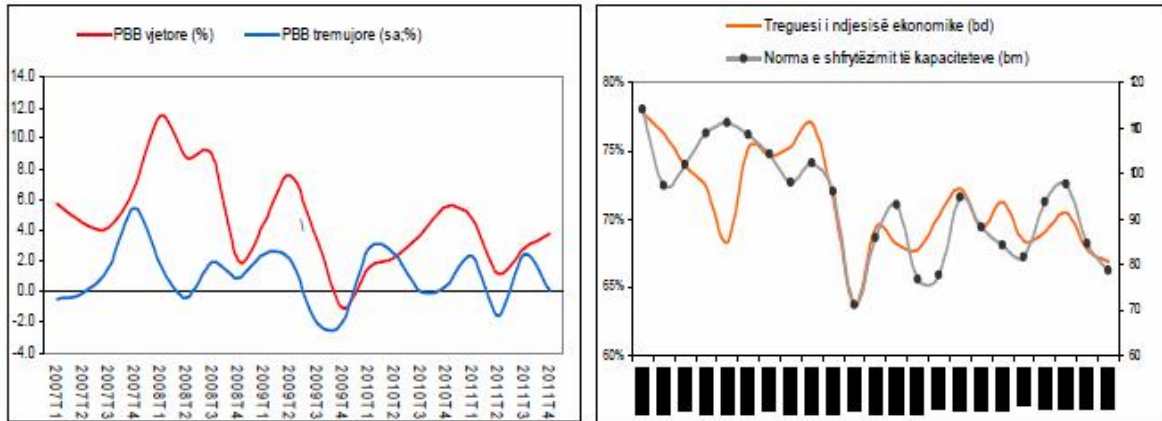 PBB vjetore (%)
PBB tremujore (sa;%)
14.0
12.0
10.0
8.0
6.0
4.0
2.0
0.0
-2.0
-4.0
2007T1
2007T2
2007T3
2007T4
2008T1
2008T2
2008T3
2008T4
2009T1
2009T2
2009T3
2009T4
2010T1
2010T2
2010T3
2010T4
2011T1
2011T2
2011T3
2011T4
Treguesi i ndjesisë ekonomike (bd)
Norma e shfrytëzimit të kapaciteteve (bm)
80%
75%
70%
65%
60%
120
110
100
90
80
70
60